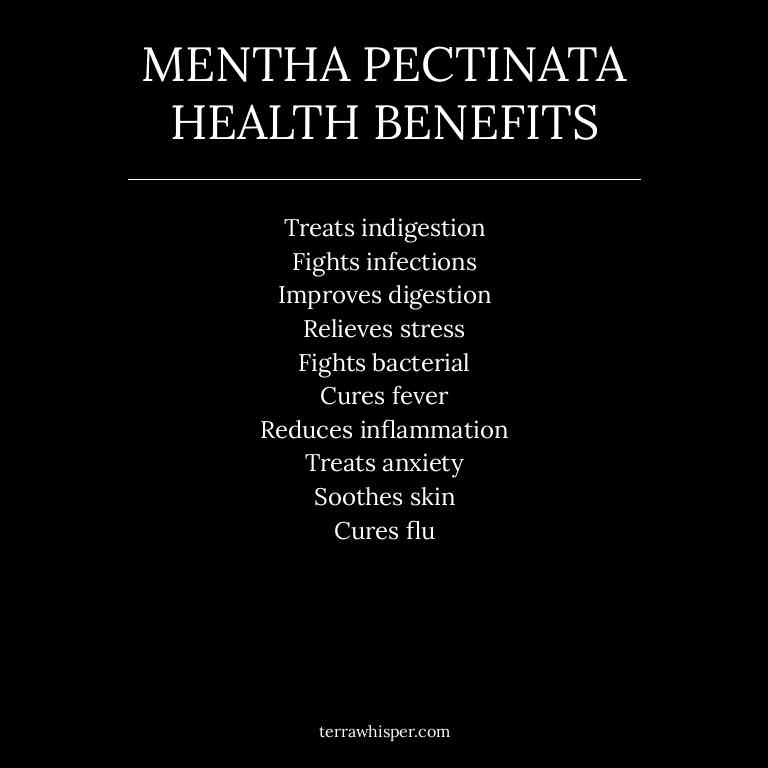 MENTHA PECTINATA
HEALTH BENEFITS
Treats indigestion
Fights infections
Improves digestion
Relieves stress
Fights bacterial
Cures fever
Reduces inflammation
Treats anxiety
Soothes skin
Cures flu
terrawhisper.com